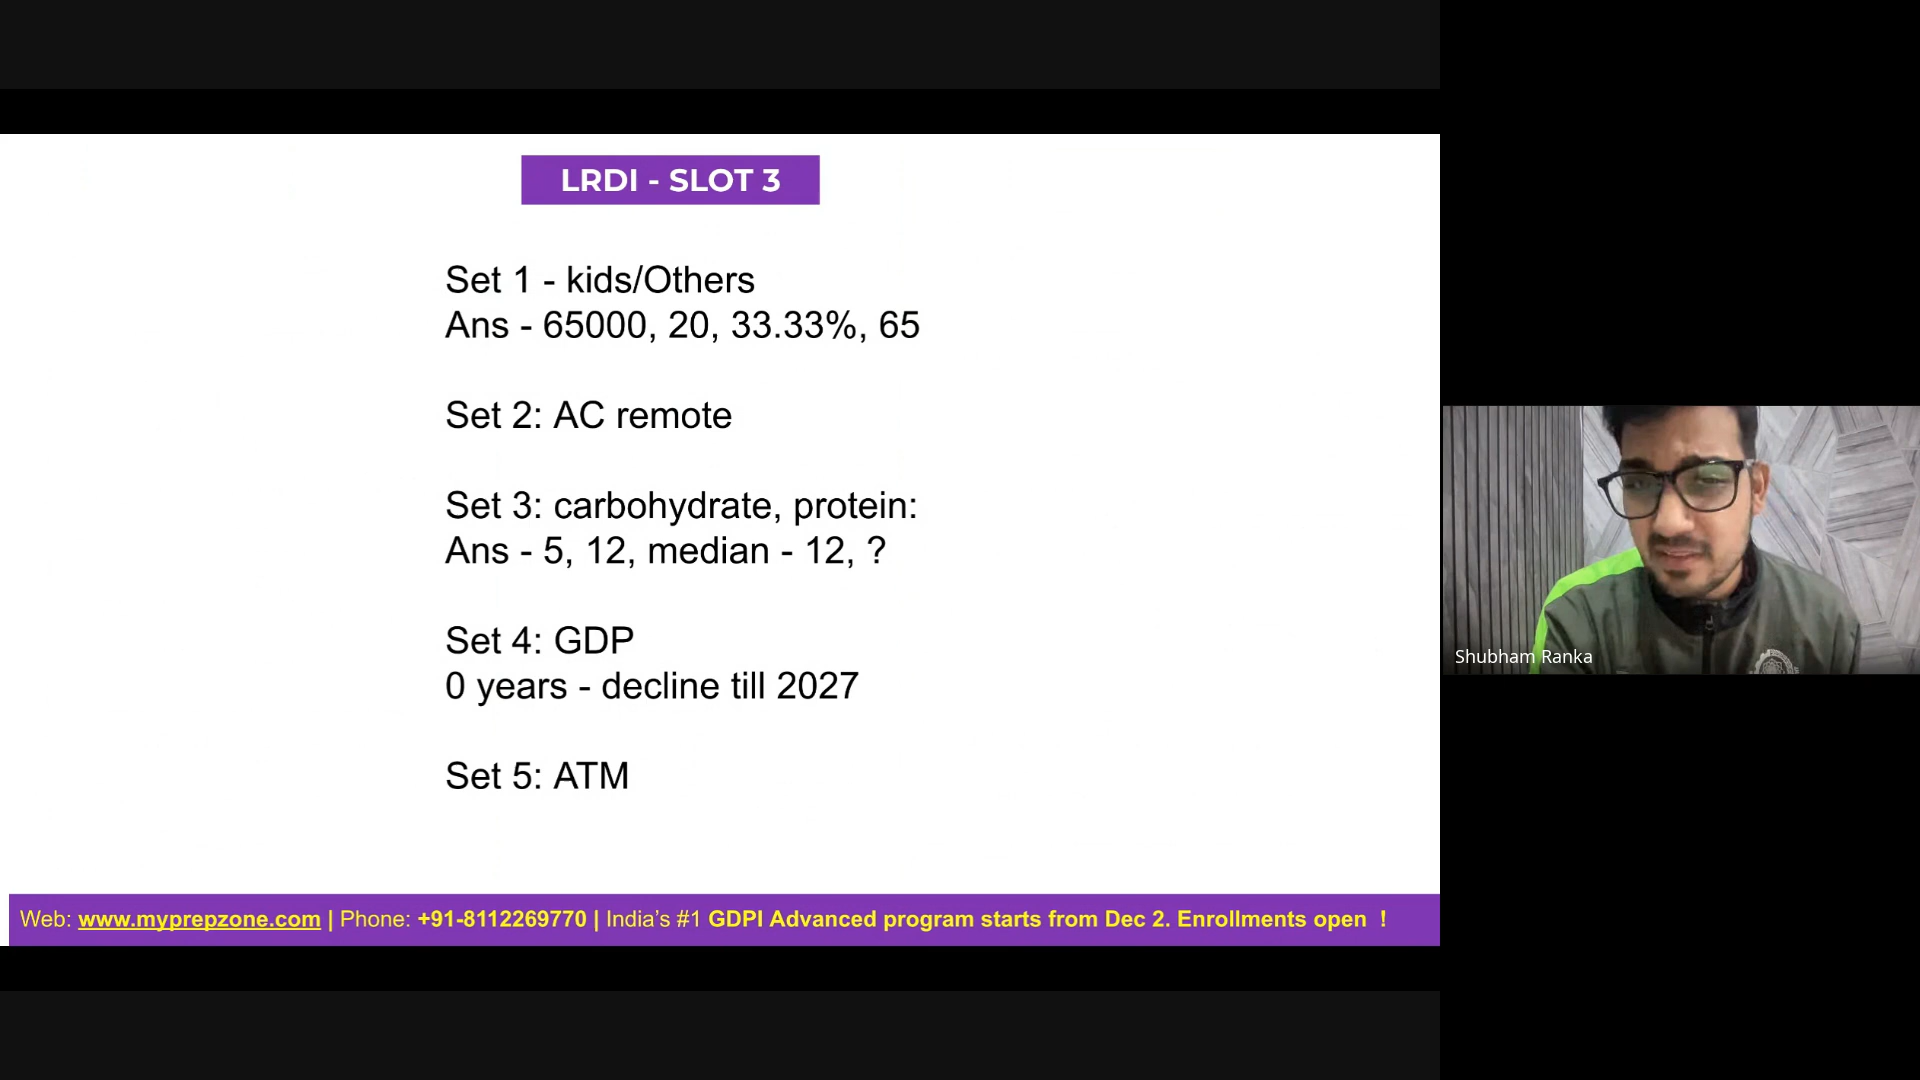 LRDI - SLOT 3
Set 1 - kids/Others
Ans - 65000, 20, 33.33%, 65
Set 2: AC remote
Set 3: carbohydrate, protein:
Ans - 5, 12, median - 12, ?
Set 4: GDP
0 years - decline till 2027
Set 5: ATM
Shubham Ranka
Web: www.myprepzone.com | Phone: +91-8112269770 | India's #1 GDPI Advanced program starts from Dec 2. Enrollments open !